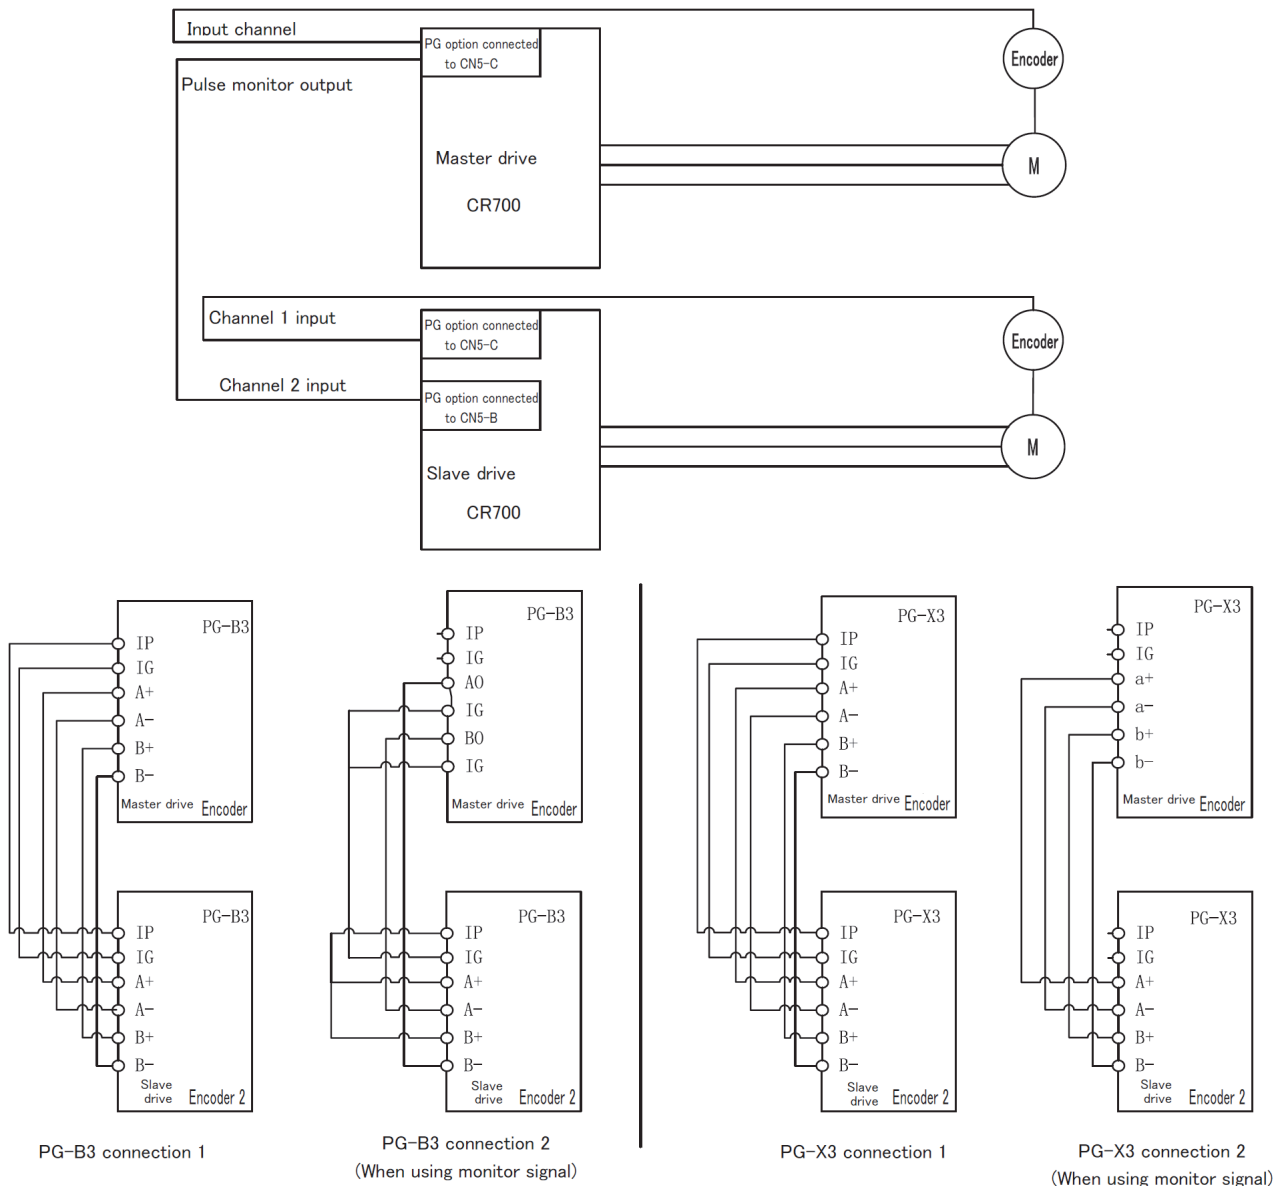 Input channel
PG option connected
to CN5-C
Encoder
Pulse monitor output
Master drive
M
CR700
Channel 1 input
PG option connected
to CN5-C
Encoder
Channel 2 input
PG option connected
to CN5-B
M
Slave drive
CR700
PG-B3
IP
IG
A+
A-
B+
B-
Master drive Encoder
PG-B3
IP
IG
A+
A-
B+
B-
Slave
drive
Encoder 2
PG-B3 connection 1
PG-B3
IP
IG
AO
IG
BO
IG
Master drive Encoder
PG-B3
IP
IG
A+
A-
B+
B-
Slave
drive
Encoder 2
PG-B3 connection 2
(When using monitor signal)
PG-X3
IP
IG
A+
A-
B+
B-
Master drive Encoder
PG-X3
IP
IG
A+
A-
B+
B-
Slave
drive
Encoder 2
PG-X3 connection 1
PG-X3
IP
IG
a+
a-
b+
b-
Master drive Encoder
PG-X3
IP
IG
A+
A-
B+
B-
Slave
drive
Encoder 2
PG-X3 connection 2
(When using monitor signal)